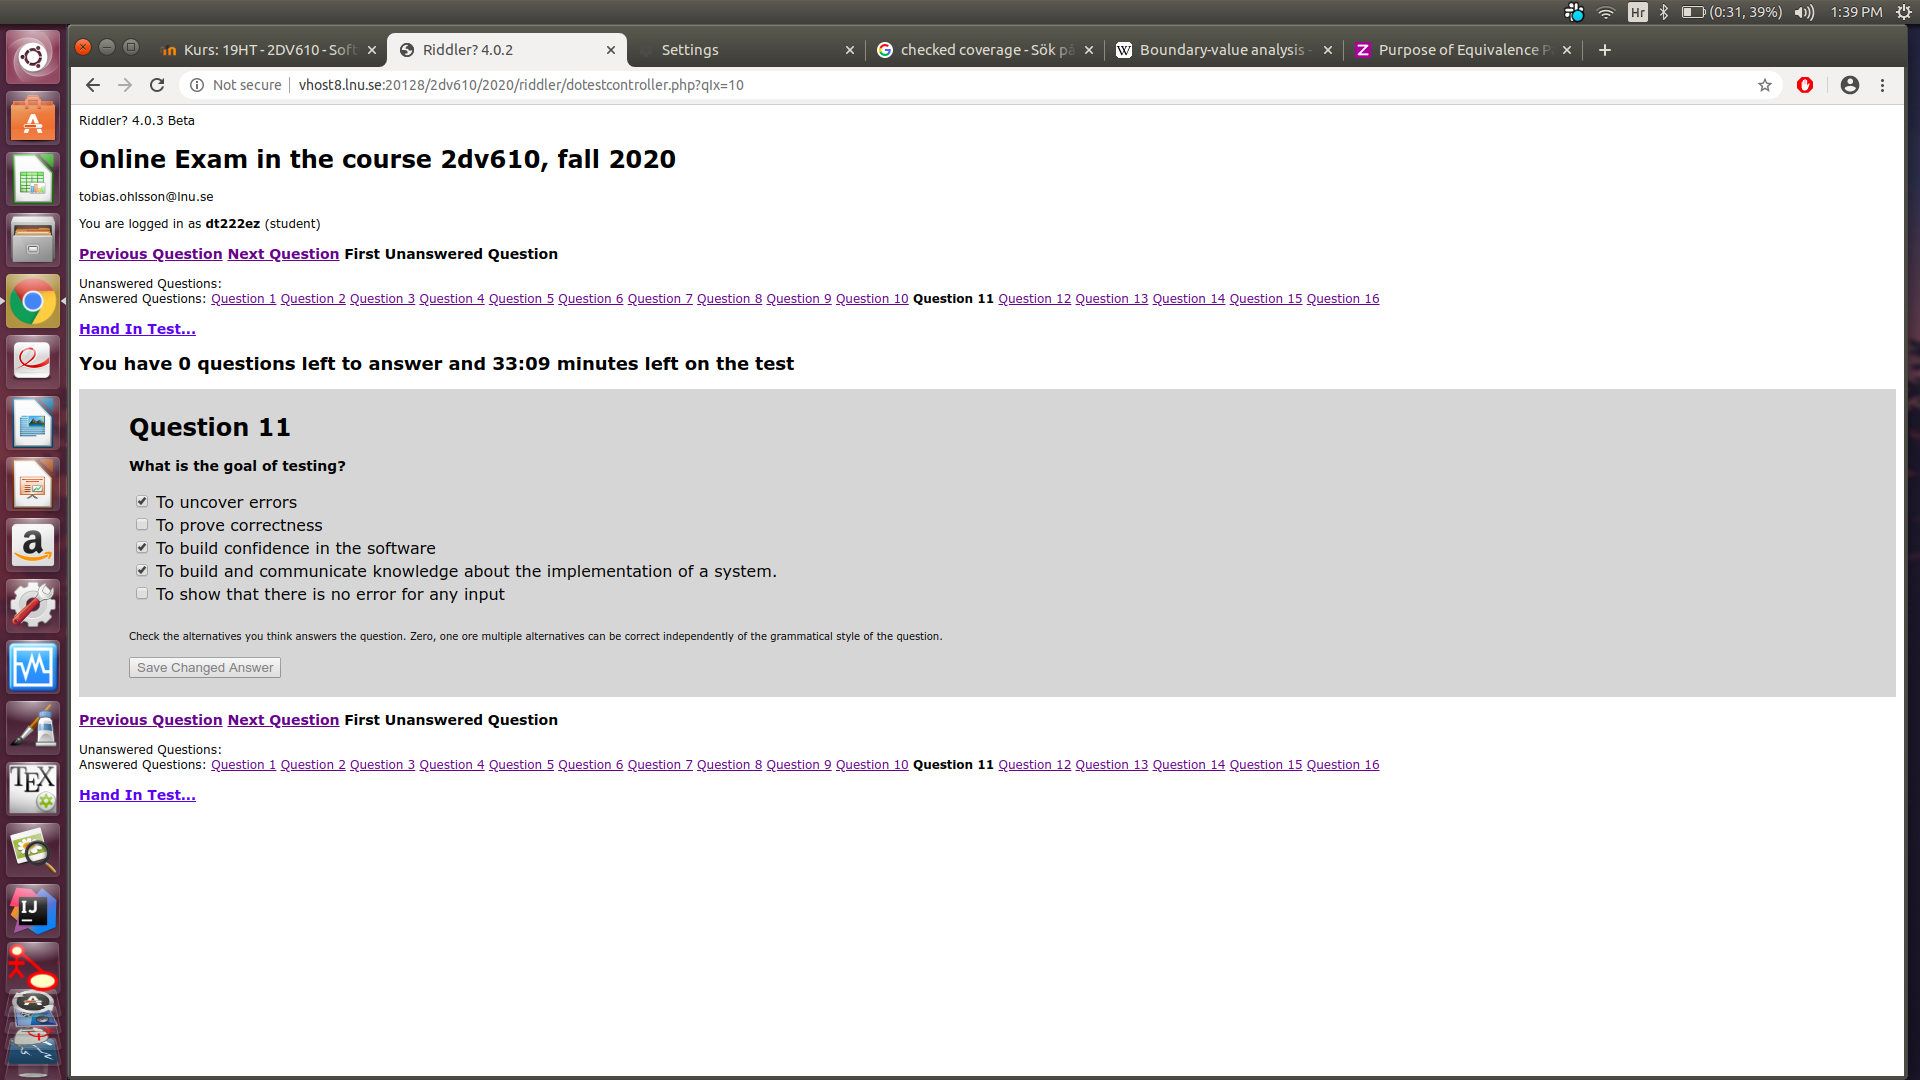 Hr (0:31, 39%) 1:39 PM
Kurs: 19HT - 2DV610 - Soft
Riddler? 4.0.2
Settings
checked coverage - Sök på
Boundary-value analysis -
Purpose of Equivalence P
Not secure vhost8.lnu.se:20128/2dv610/2020/riddler/dotestcontroller.php?qIx=10
Riddler? 4.0.3 Beta
Online Exam in the course 2dv610, fall 2020
tobias.ohlsson@lnu.se
You are logged in as dt222ez (student)
Previous Question Next Question First Unanswered Question
Unanswered Questions:
Answered Questions: Question 1 Question 2 Question 3 Question 4 Question 5 Question 6 Question 7 Question 8 Question 9 Question 10 Question 11 Question 12 Question 13 Question 14 Question 15 Question 16
Hand In Test...
You have 0 questions left to answer and 33:09 minutes left on the test
Question 11
What is the goal of testing?
To uncover errors
To prove correctness
To build confidence in the software
To build and communicate knowledge about the implementation of a system.
To show that there is no error for any input
Check the alternatives you think answers the question. Zero, one ore multiple alternatives can be correct independently of the grammatical style of the question.
Save Changed Answer
Previous Question Next Question First Unanswered Question
Unanswered Questions:
Answered Questions: Question 1 Question 2 Question 3 Question 4 Question 5 Question 6 Question 7 Question 8 Question 9 Question 10 Question 11 Question 12 Question 13 Question 14 Question 15 Question 16
Hand In Test...
TEX
IJ